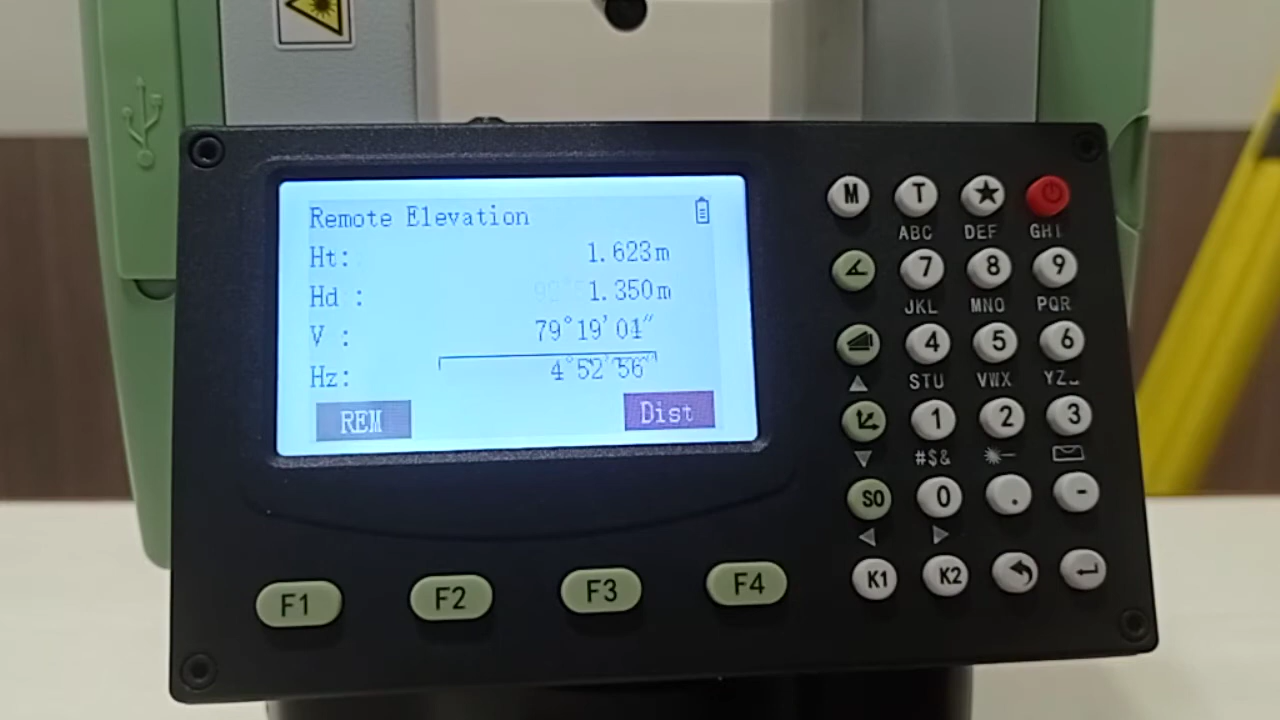 Remote Elevation
Ht: 1.623m
Hd : 1.350m
V : 79°19'01"
Hz: 4°52'56"
REM Dist
M T ★
ABC DEF GHI
7 8 9
JKL MNO PQR
4 5 6
STU VWX YZ_
1 2 3
#$&
SO 0 . -
K1 K2
F1 F2 F3 F4